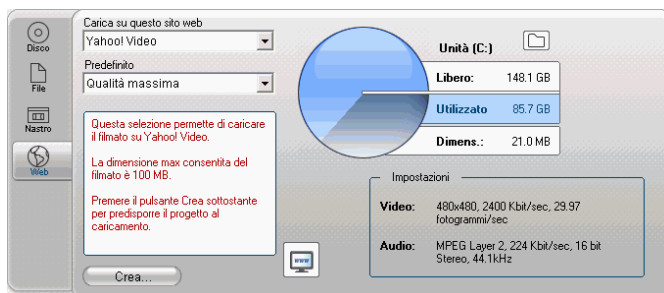 Disco
File
Nastro
Web
Carica su questo sito web
Yahoo! Video
Predefinito
Qualità massima
Questa selezione permette di caricare
il filmato su Yahoo! Video.
La dimensione max consentita del
filmato è 100 MB.
Premere il pulsante Crea sottostante
per predisporre il progetto al
caricamento.
Crea...
www
Unità (C:)
Libero: 148.1 GB
Utilizzato 85.7 GB
Dimens.: 21.0 MB
Impostazioni
Video: 480x480, 2400 Kbit/sec, 29.97
fotogrammi/sec
Audio: MPEG Layer 2, 224 Kbit/sec, 16 bit
Stereo, 44.1kHz